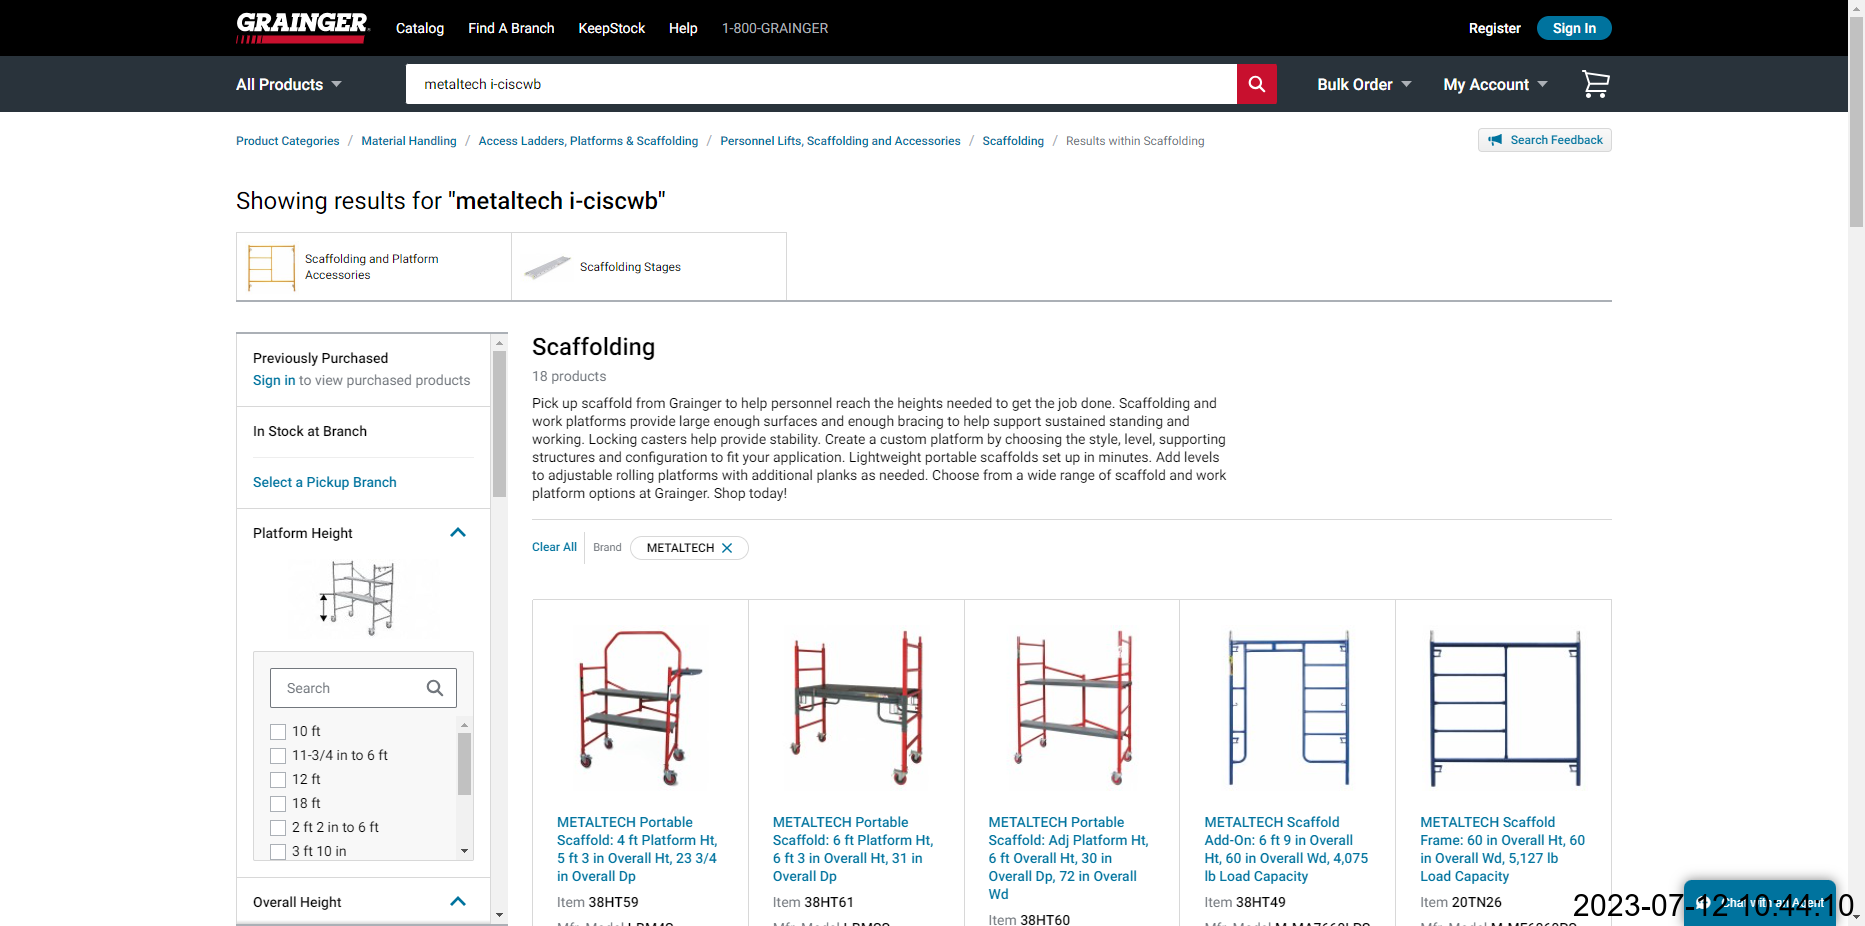 GRAINGER
Catalog
Find A Branch
KeepStock
Help
1-800-GRAINGER
Register
Sign In
All Products
metaltech i-ciscwb
Bulk Order
My Account
Product Categories / Material Handling / Access Ladders, Platforms & Scaffolding / Personnel Lifts, Scaffolding and Accessories / Scaffolding / Results within Scaffolding
Search Feedback
Showing results for "metaltech i-ciscwb"
Scaffolding and Platform
Accessories
Scaffolding Stages
Previously Purchased
Sign in to view purchased products
In Stock at Branch
Select a Pickup Branch
Platform Height
Search
10 ft
11-3/4 in to 6 ft
12 ft
18 ft
2 ft 2 in to 6 ft
3 ft 10 in
Overall Height
Scaffolding
18 products
Pick up scaffold from Grainger to help personnel reach the heights needed to get the job done. Scaffolding and
work platforms provide large enough surfaces and enough bracing to help support sustained standing and
working. Locking casters help provide stability. Create a custom platform by choosing the style, level, supporting
structures and configuration to fit your application. Lightweight portable scaffolds set up in minutes. Add levels
to adjustable rolling platforms with additional planks as needed. Choose from a wide range of scaffold and work
platform options at Grainger. Shop today!
Clear All
Brand
METALTECH
METALTECH Portable
Scaffold: 4 ft Platform Ht,
5 ft 3 in Overall Ht, 23 3/4
in Overall Dp
Item 38HT59
METALTECH Portable
Scaffold: 6 ft Platform Ht,
6 ft 3 in Overall Ht, 31 in
Overall Dp
Item 38HT61
METALTECH Portable
Scaffold: Adj Platform Ht,
6 ft Overall Ht, 30 in
Overall Dp, 72 in Overall
Wd
Item 38HT60
METALTECH Scaffold
Add-On: 6 ft 9 in Overall
Ht, 60 in Overall Wd, 4,075
lb Load Capacity
Item 38HT49
METALTECH Scaffold
Frame: 60 in Overall Ht, 60
in Overall Wd, 5,127 lb
Load Capacity
Item 20TN26
Chat with an Agent
2023-07-12 10:44:10